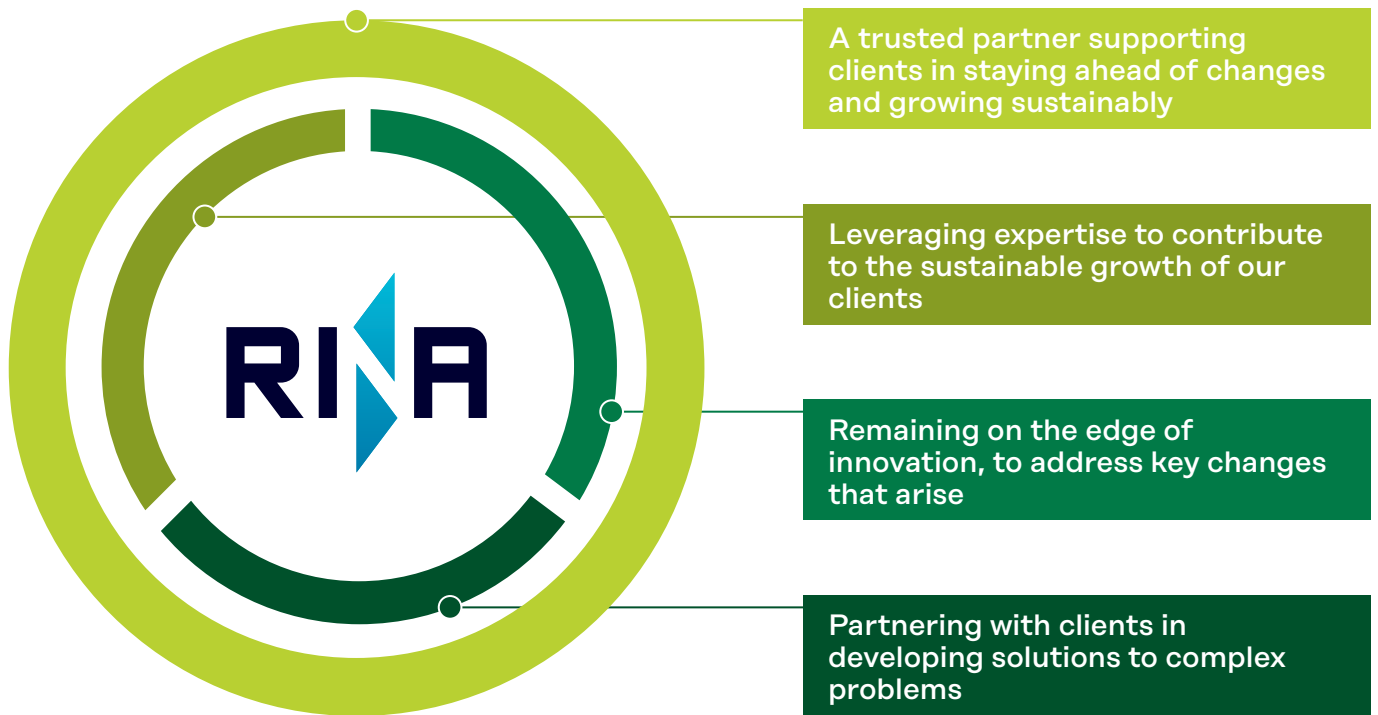 A trusted partner supporting
clients in staying ahead of changes
and growing sustainably
Leveraging expertise to contribute
to the sustainable growth of our
clients
RINA
Remaining on the edge of
innovation, to address key changes
that arise
Partnering with clients in
developing solutions to complex
problems